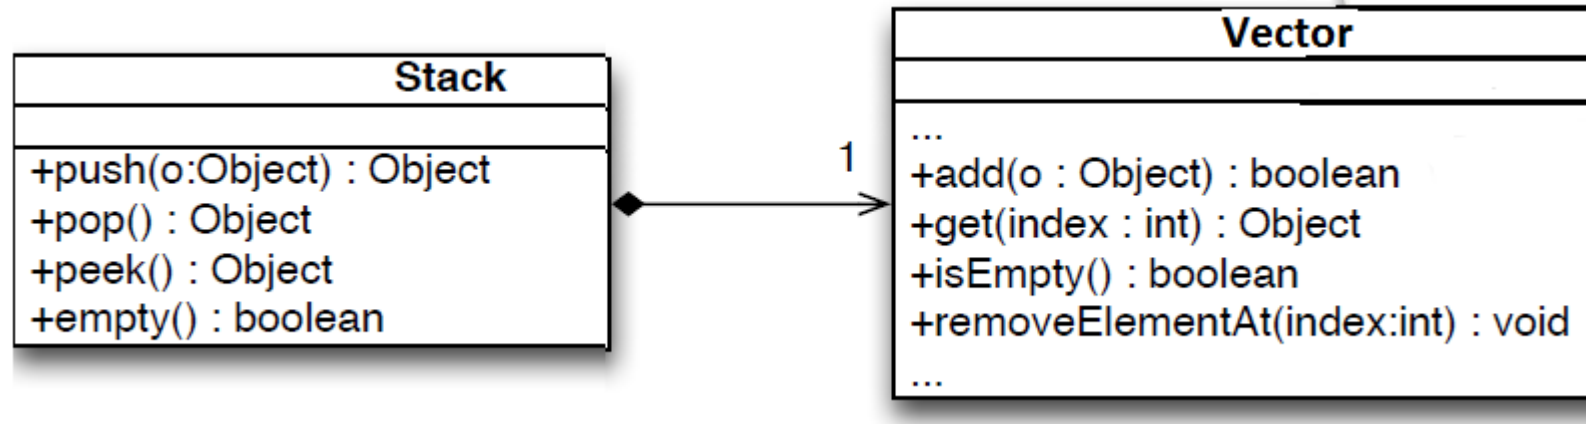 Stack
+push(o:Object) : Object
+pop() : Object
+peek() : Object
+empty() : boolean
1
Vector
...
+add(o : Object) : boolean
+get(index : int) : Object
+isEmpty() : boolean
+removeElementAt(index:int) : void
...